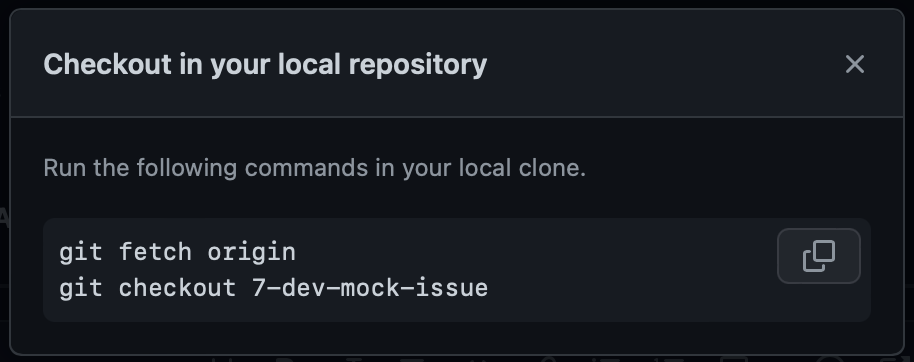 Checkout in your local repository
Run the following commands in your local clone.
git fetch origin
git checkout 7-dev-mock-issue